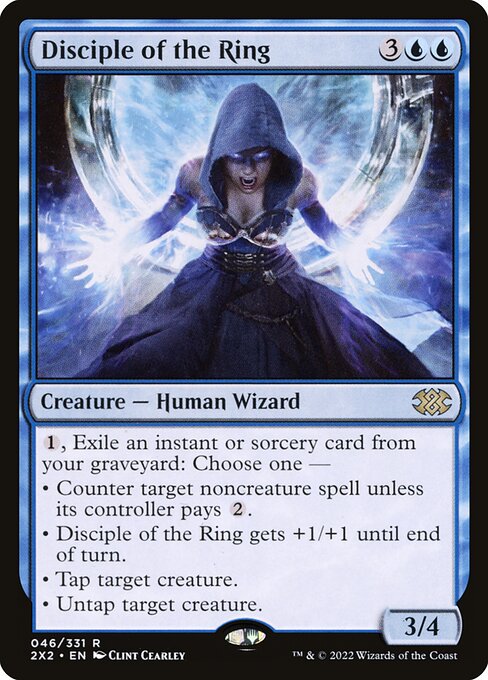 Disciple of the Ring 3
Creature — Human Wizard
1, Exile an instant or sorcery card from
your graveyard: Choose one —
• Counter target noncreature spell unless
its controller pays 2.
• Disciple of the Ring gets +1/+1 until end
of turn.
• Tap target creature.
• Untap target creature.
3/4
046/331 R
2X2 • EN Clint Cearley
™ & © 2022 Wizards of the Coast